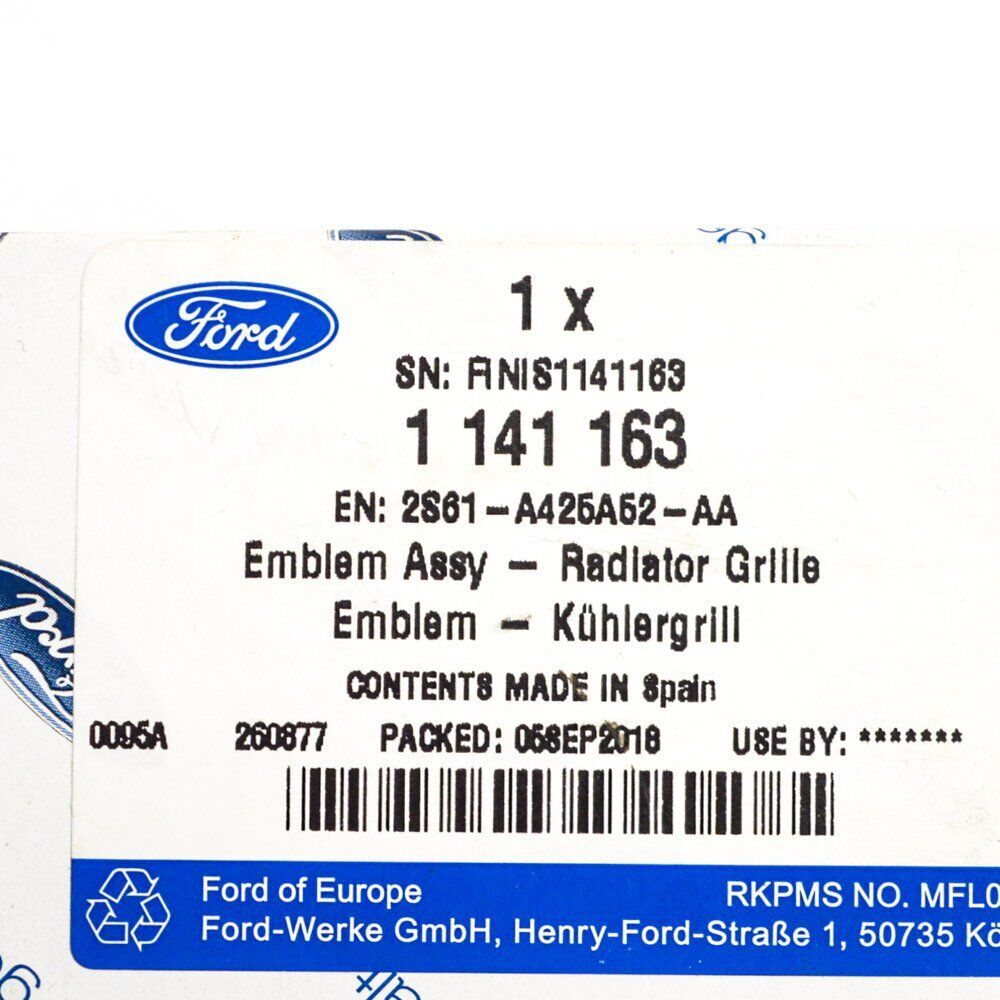 Ford
1 x
SN: FINIS1141163
1 141 163
EN: 2S61-A425A52-AA
Emblem Assy - Radiator Grille
Emblem - Kühlergrill
CONTENTS MADE IN Spain
0095A 260877 PACKED: 05SEP2018 USE BY: *******
Ford of Europe RKPMS NO. MFL0
Ford-Werke GmbH, Henry-Ford-Straße 1, 50735 Kö
Ford